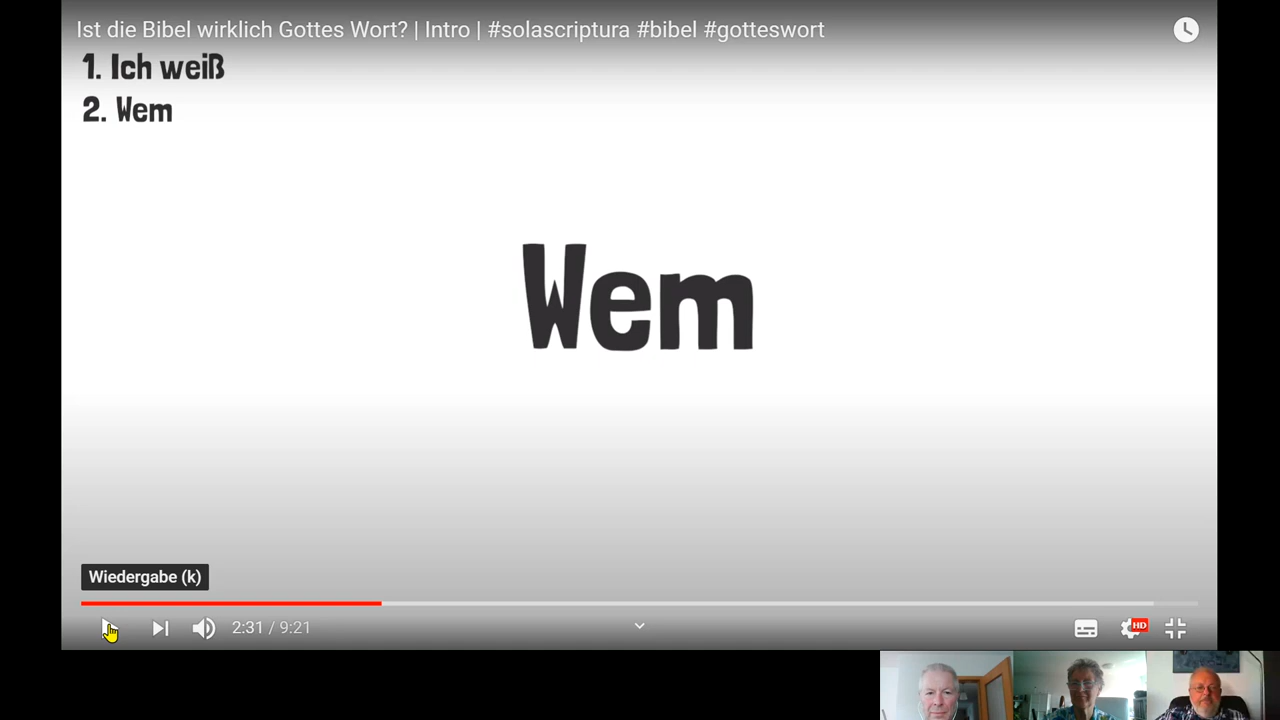 Ist die Bibel wirklich Gottes Wort? | Intro | #solascriptura #bibel #gotteswort
1. Ich weiß
2. Wem
Wem
Wiedergabe (k)
2:31 / 9:21
HD